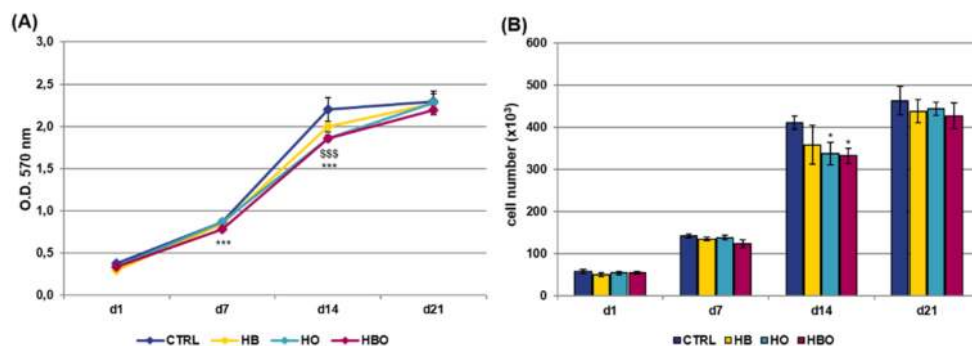 (A)
3,0
2,5
2,0
1,5
1,0
0,5
0,0
O.D. 570 nm
$$$
***
***
d1 d7 d14 d21
CTRL HB HO HBO
(B)
600
500
400
300
200
100
0
cell number (x10³)
* *
d1 d7 d14 d21
CTRL HB HO HBO